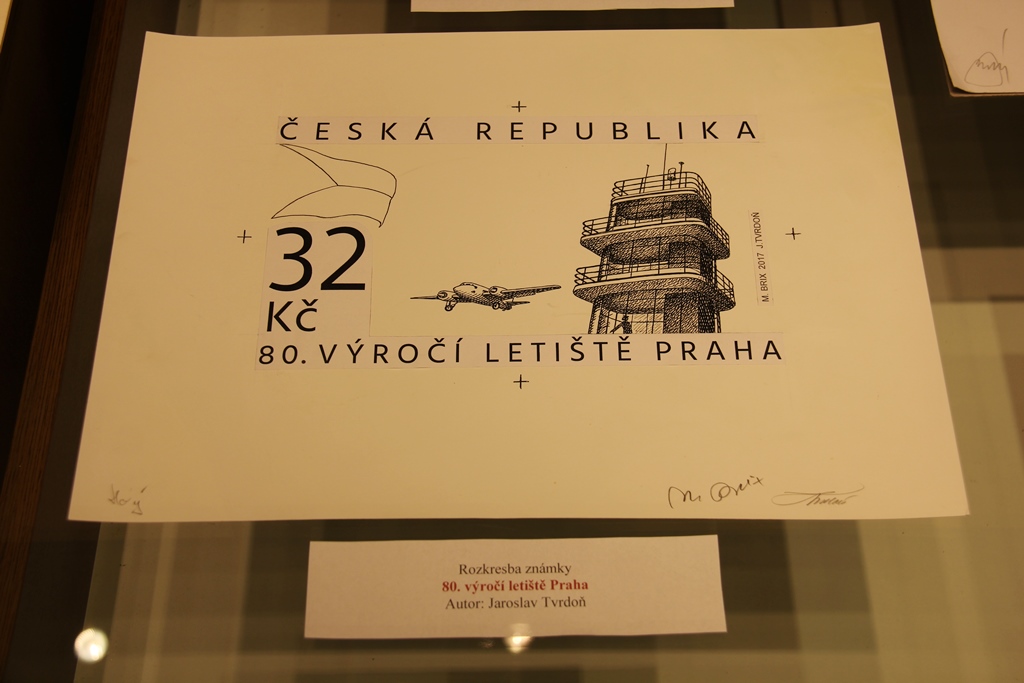 ČESKÁ REPUBLIKA
32
Kč
M. BRIX 2017 J.TVRDOŇ
80. VÝROČÍ LETIŠTĚ PRAHA
Rozkresba známky
80. výročí letiště Praha
Autor: Jaroslav Tvrdoň